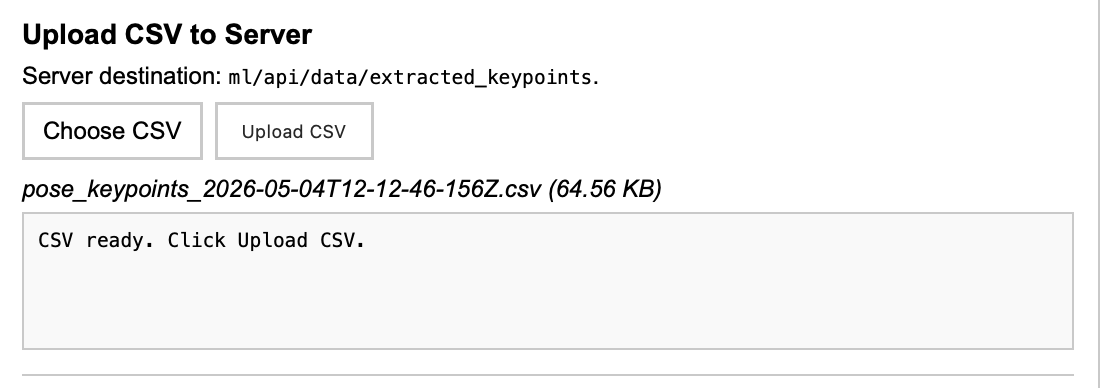 Upload CSV to Server
Server destination: ml/api/data/extracted_keypoints.
Choose CSV Upload CSV
pose_keypoints_2026-05-04T12-12-46-156Z.csv (64.56 KB)
CSV ready. Click Upload CSV.